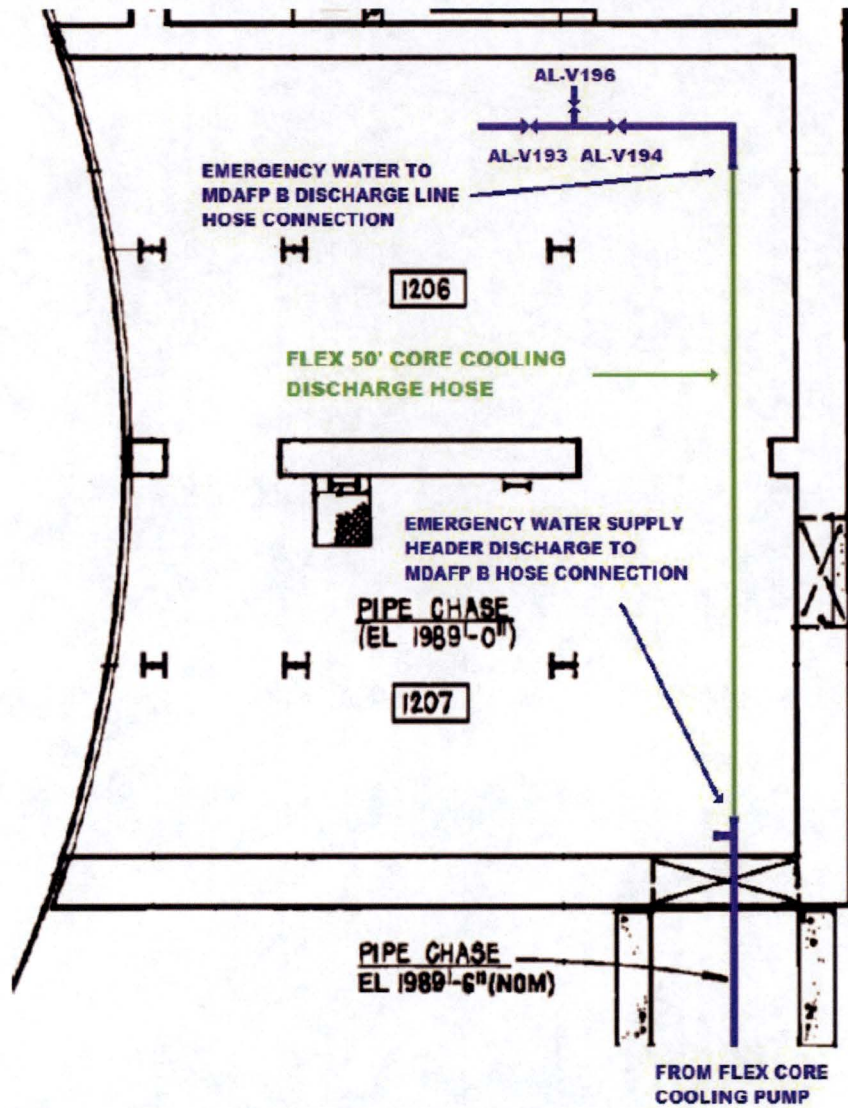 AL-V196
AL-V193 AL-V194
EMERGENCY WATER TO
MDAFP B DISCHARGE LINE
HOSE CONNECTION
1206
FLEX 50' CORE COOLING
DISCHARGE HOSE
EMERGENCY WATER SUPPLY
HEADER DISCHARGE TO
MDAFP B HOSE CONNECTION
PIPE CHASE
(EL 1989'-0")
1207
PIPE CHASE
EL 1989'-6"(NOM)
FROM FLEX CORE
COOLING PUMP